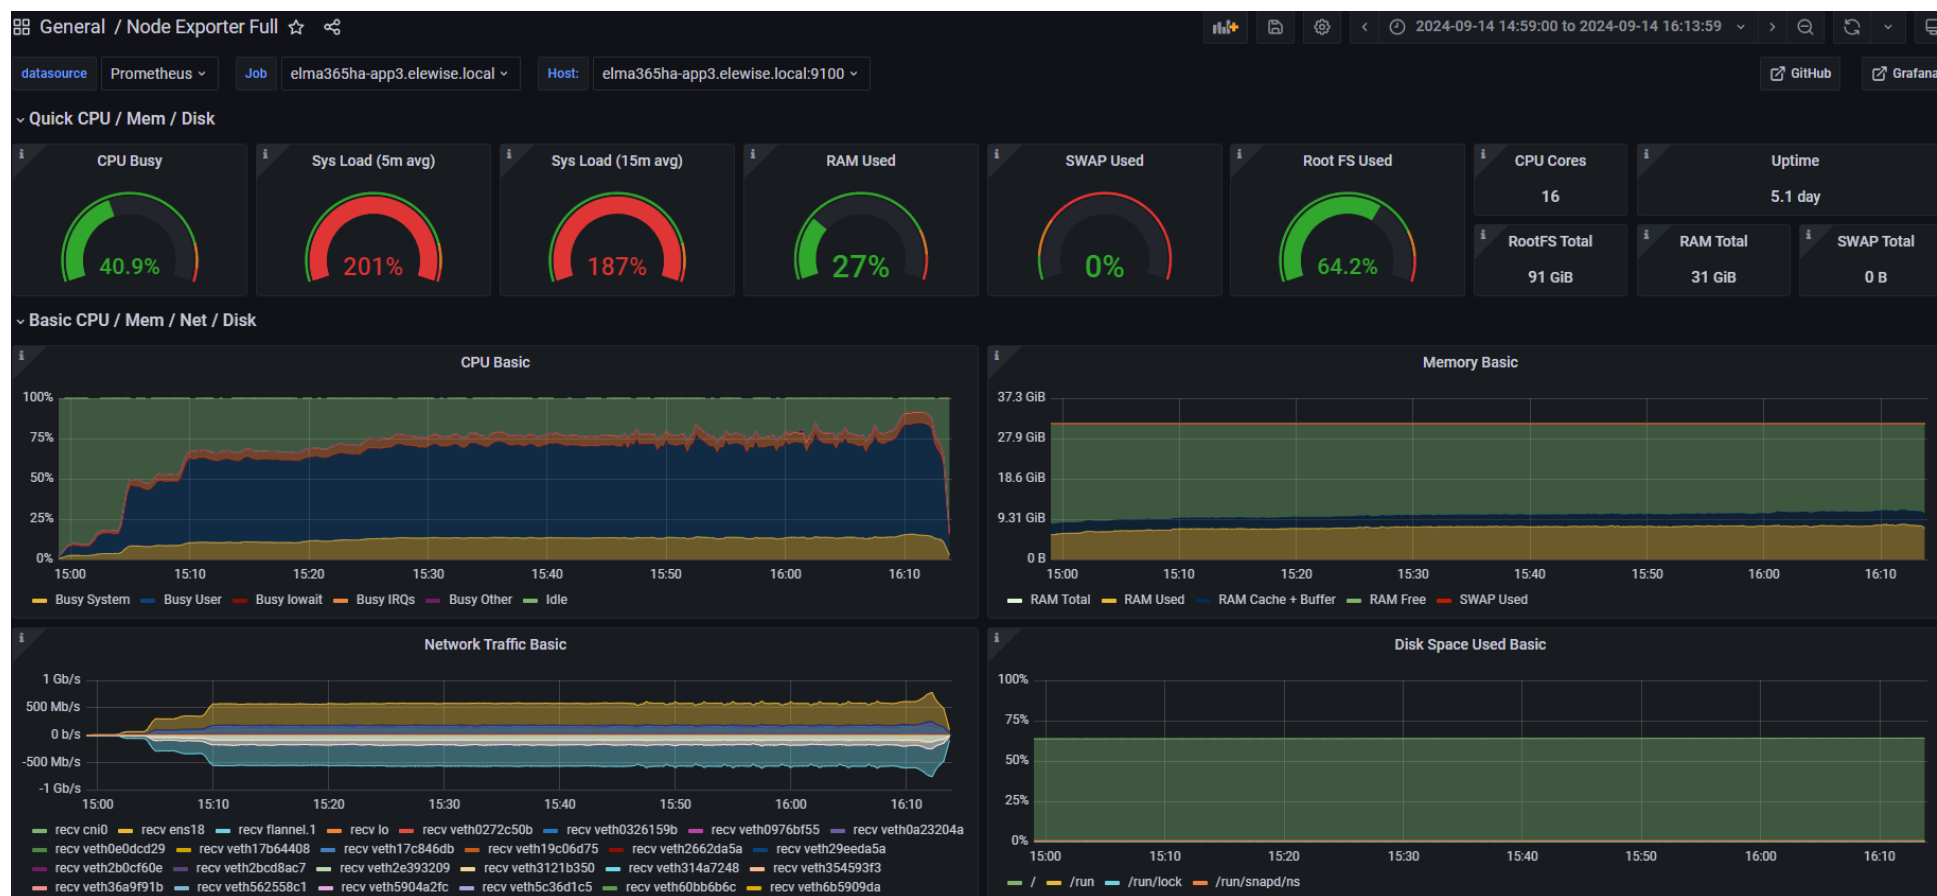 General / Node Exporter Full 2024-09-14 14:59:00 to 2024-09-14 16:13:59
datasource Prometheus Job elma365ha-app3.elewise.local Host: elma365ha-app3.elewise.local:9100 GitHub Grafana
Quick CPU / Mem / Disk
CPU Busy
40.9%
Sys Load (5m avg)
201%
Sys Load (15m avg)
187%
RAM Used
27%
SWAP Used
0%
Root FS Used
64.2%
CPU Cores
16
Uptime
5.1 day
RootFS Total
91 GiB
RAM Total
31 GiB
SWAP Total
0 B
Basic CPU / Mem / Net / Disk
CPU Basic
100%
75%
50%
25%
0%
15:00 15:10 15:20 15:30 15:40 15:50 16:00 16:10
Busy System Busy User Busy Iowait Busy IRQs Busy Other Idle
Memory Basic
37.3 GiB
27.9 GiB
18.6 GiB
9.31 GiB
0 B
15:00 15:10 15:20 15:30 15:40 15:50 16:00 16:10
RAM Total RAM Used RAM Cache + Buffer RAM Free SWAP Used
Network Traffic Basic
1 Gb/s
500 Mb/s
0 b/s
-500 Mb/s
-1 Gb/s
15:00 15:10 15:20 15:30 15:40 15:50 16:00 16:10
recv cni0 recv ens18 recv flannel.1 recv lo recv veth0272c50b recv veth0326159b recv veth0976bf55 recv veth0a23204a
recv veth0e0dcd29 recv veth17b64408 recv veth17c846db recv veth19c06d75 recv veth2662da5a recv veth29eeda5a
recv veth2b0cf60e recv veth2bcd8ac7 recv veth2e393209 recv veth3121b350 recv veth314a7248 recv veth354593f3
recv veth36a9f91b recv veth562558c1 recv veth5904a2fc recv veth5c36d1c5 recv veth60bb6b6c recv veth6b5909da
Disk Space Used Basic
100%
75%
50%
25%
0%
15:00 15:10 15:20 15:30 15:40 15:50 16:00 16:10
/ /run /run/lock /run/snapd/ns